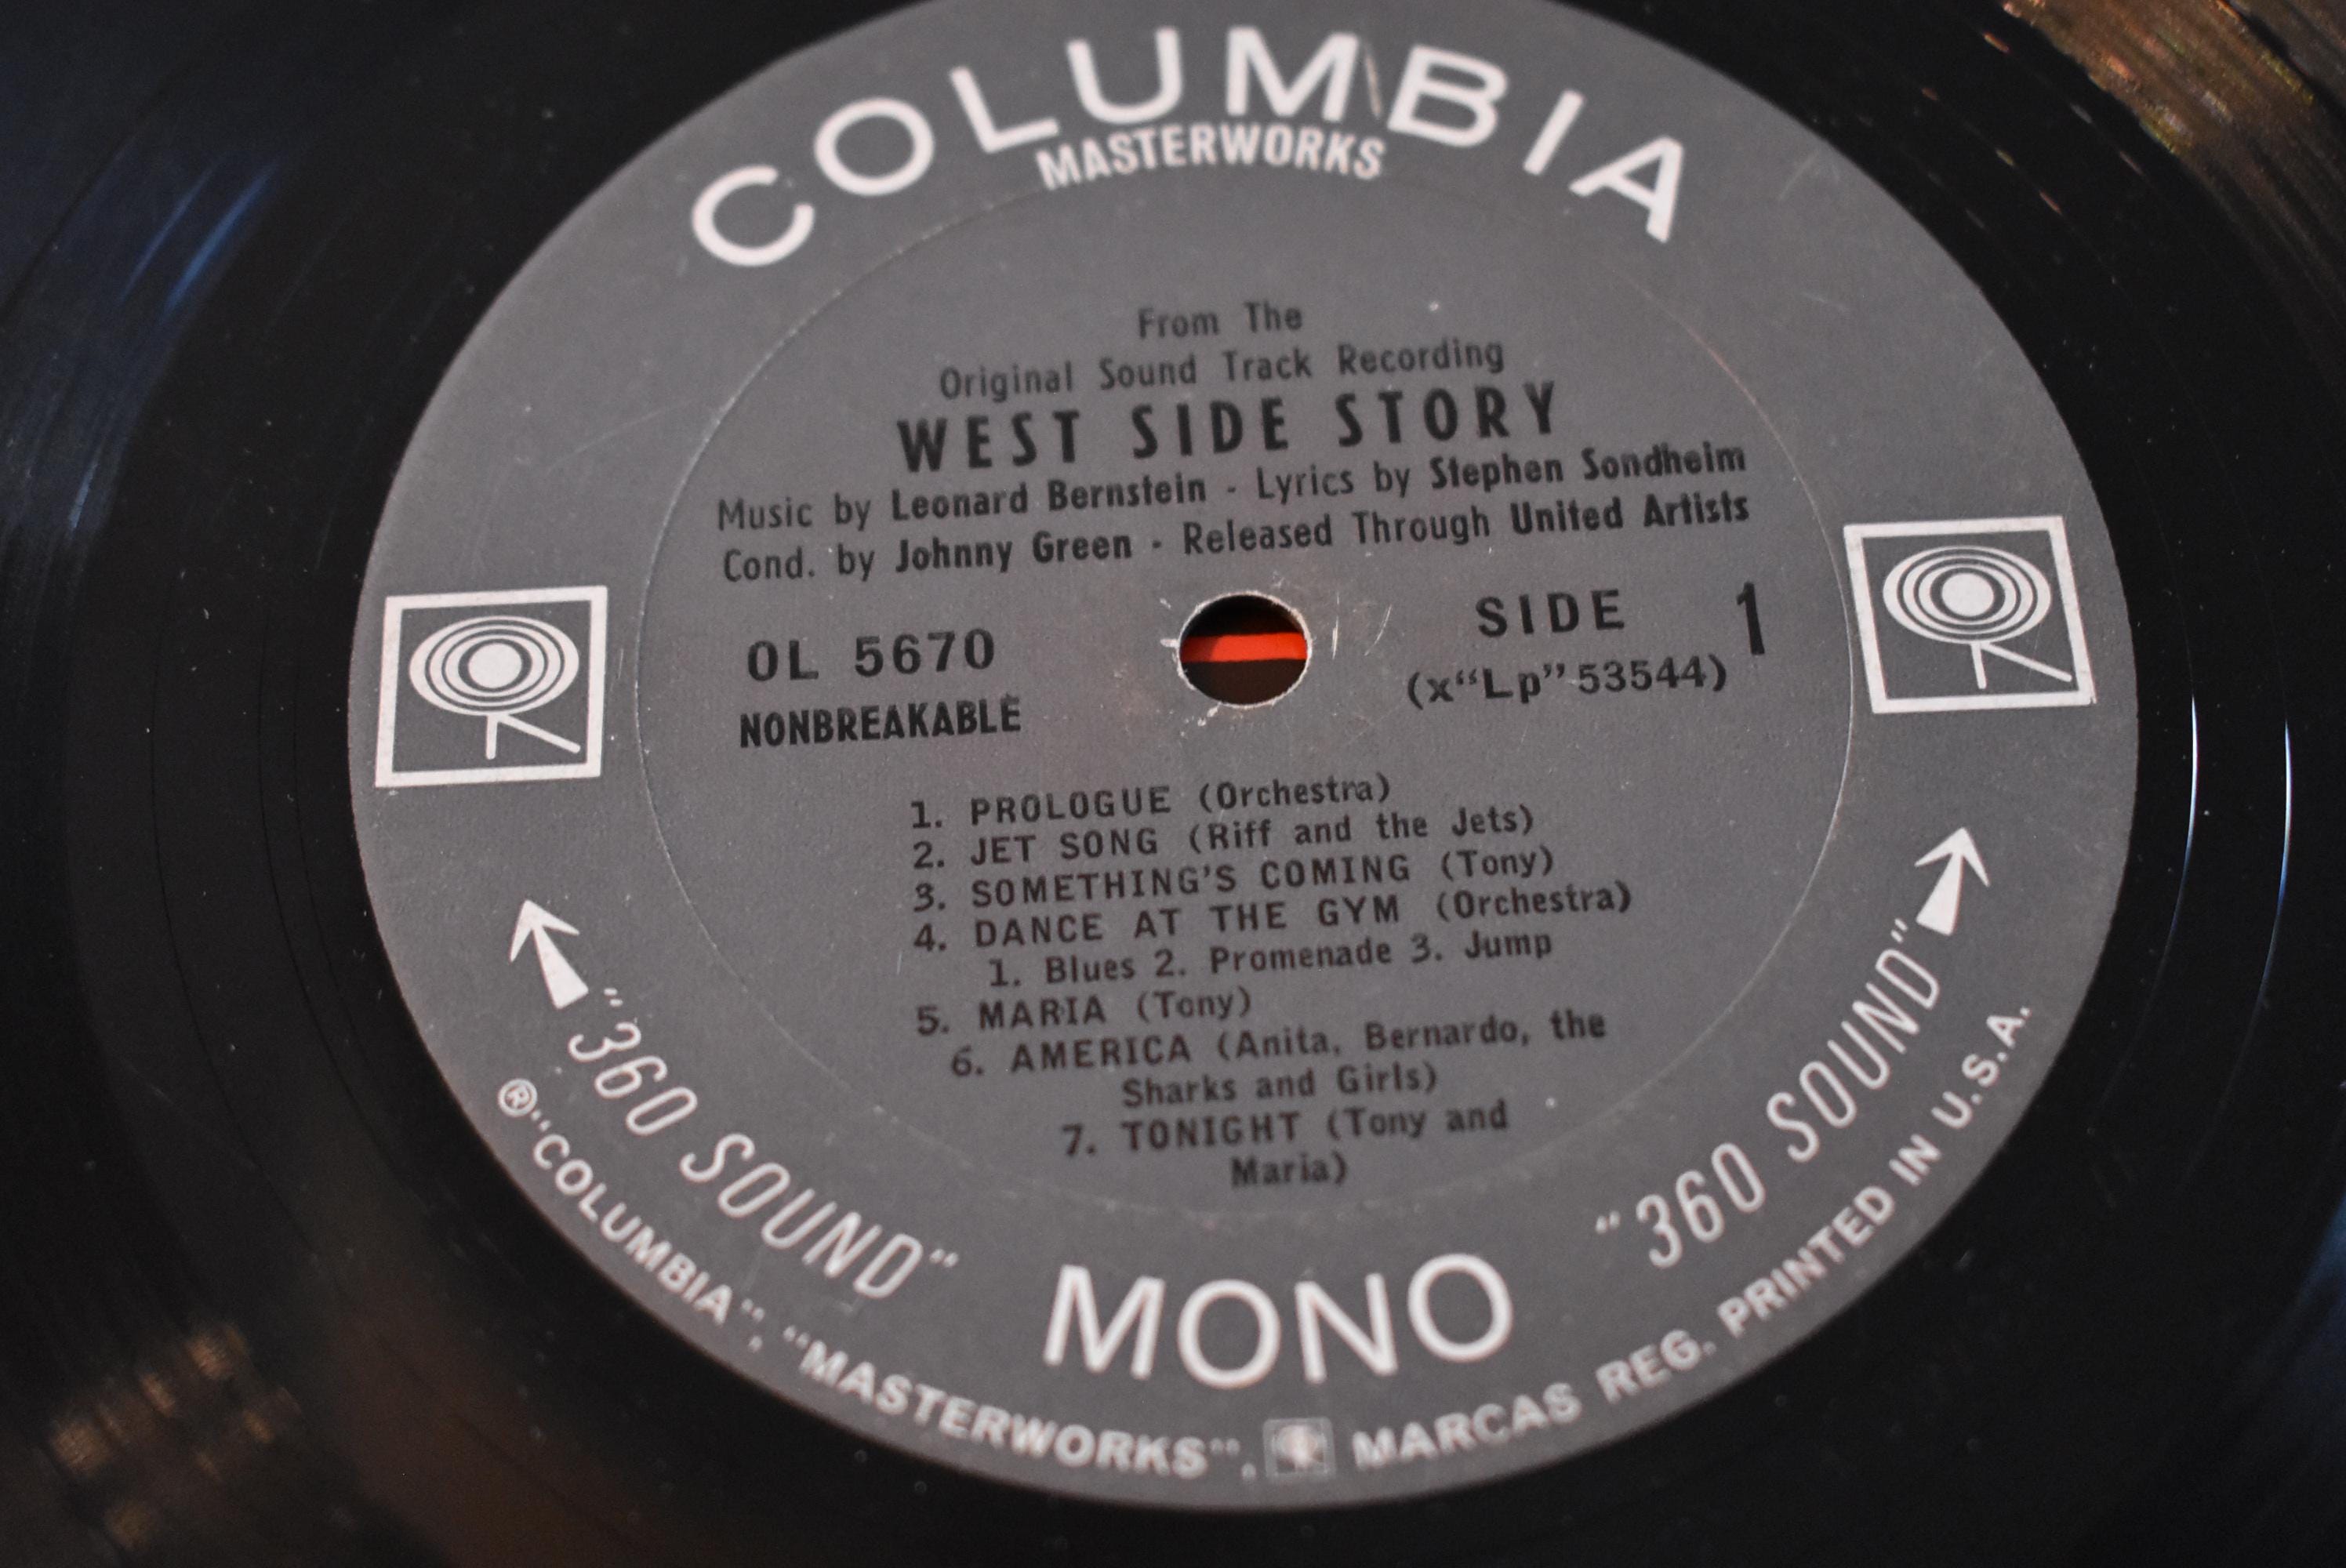 COLUMBIA
MASTERWORKS
From The
Original Sound Track Recording
WEST SIDE STORY
Music by Leonard Bernstein - Lyrics by Stephen Sondheim
Cond. by Johnny Green - Released Through United Artists
OL 5670
NONBREAKABLE
SIDE 1
(x“Lp” 53544)
1. PROLOGUE (Orchestra)
2. JET SONG (Riff and the Jets)
3. SOMETHING'S COMING (Tony)
4. DANCE AT THE GYM (Orchestra)
1. Blues 2. Promenade 3. Jump
5. MARIA (Tony)
6. AMERICA (Anita, Bernardo, the
Sharks and Girls)
7. TONIGHT (Tony and
Maria)
“360 SOUND”
MONO
“360 SOUND”
® “COLUMBIA”, “MASTERWORKS”, MARCAS REG. PRINTED IN U.S.A.